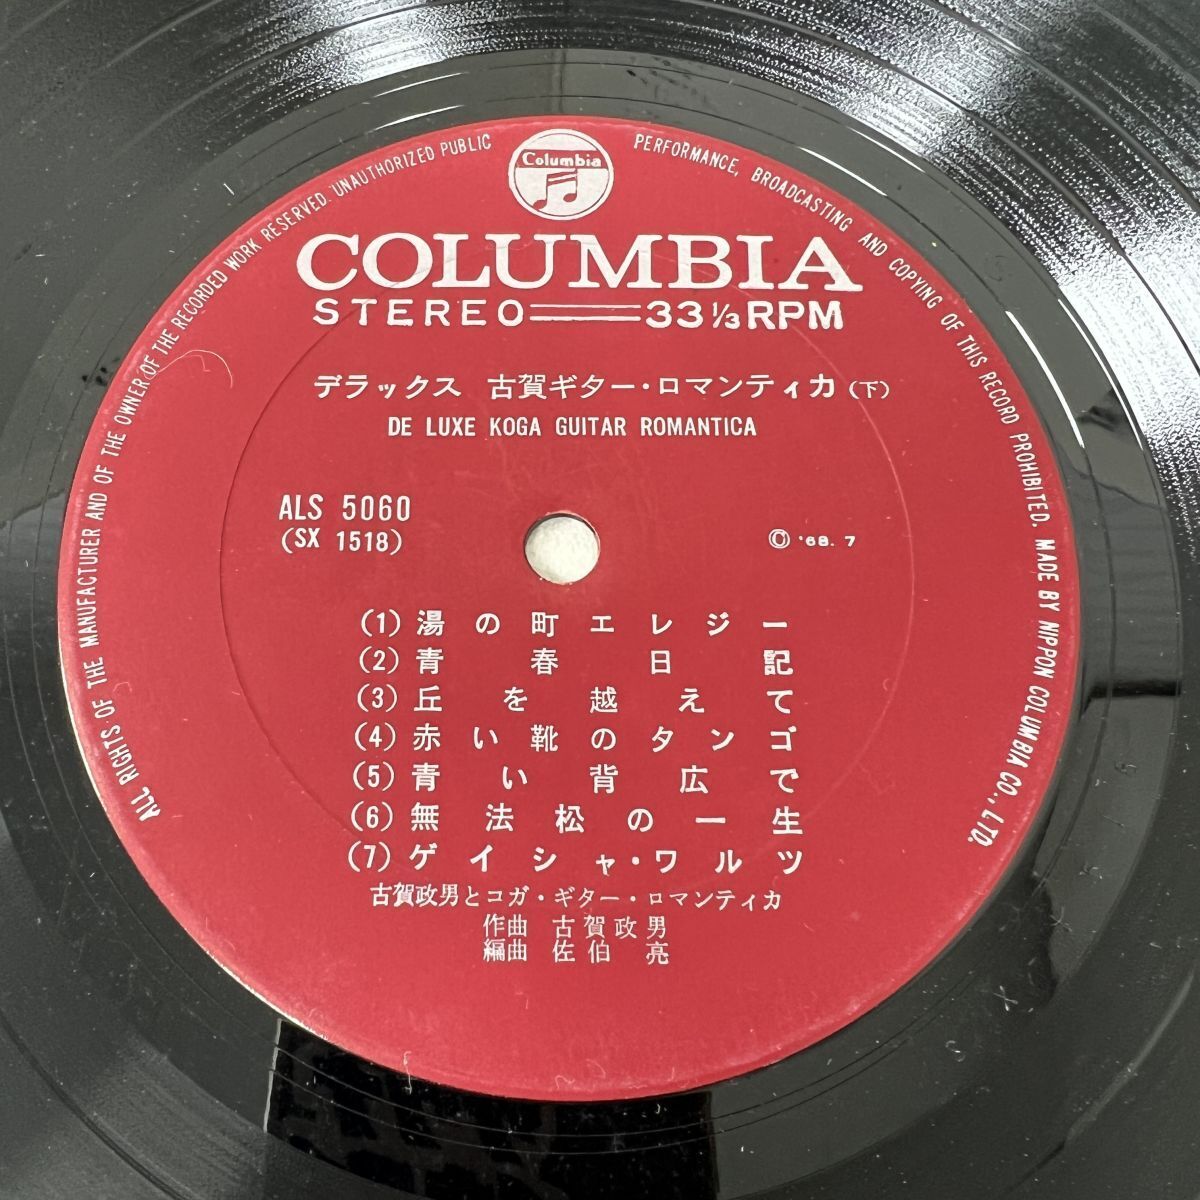 Columbia
ALL RIGHTS OF THE MANUFACTURER AND OF THE OWNER OF THE RECORDED WORK RESERVED. UNAUTHORIZED PUBLIC PERFORMANCE, BROADCASTING AND COPYING OF THIS RECORD PROHIBITED. MADE BY NIPPON COLUMBIA CO., LTD.
COLUMBIA
STEREO 33 1/3 RPM
デラックス 古賀ギター・ロマンティカ(下)
DE LUXE KOGA GUITAR ROMANTICA
ALS 5060
(SX 1518)
© '68. 7
(1) 湯の町エレジー
(2) 青春日記
(3) 丘を越えて
(4) 赤い靴のタンゴ
(5) 青い背広で
(6) 無法松の一生
(7) ゲイシャ・ワルツ
古賀政男とコガ・ギター・ロマンティカ
作曲 古賀政男
編曲 佐伯 亮